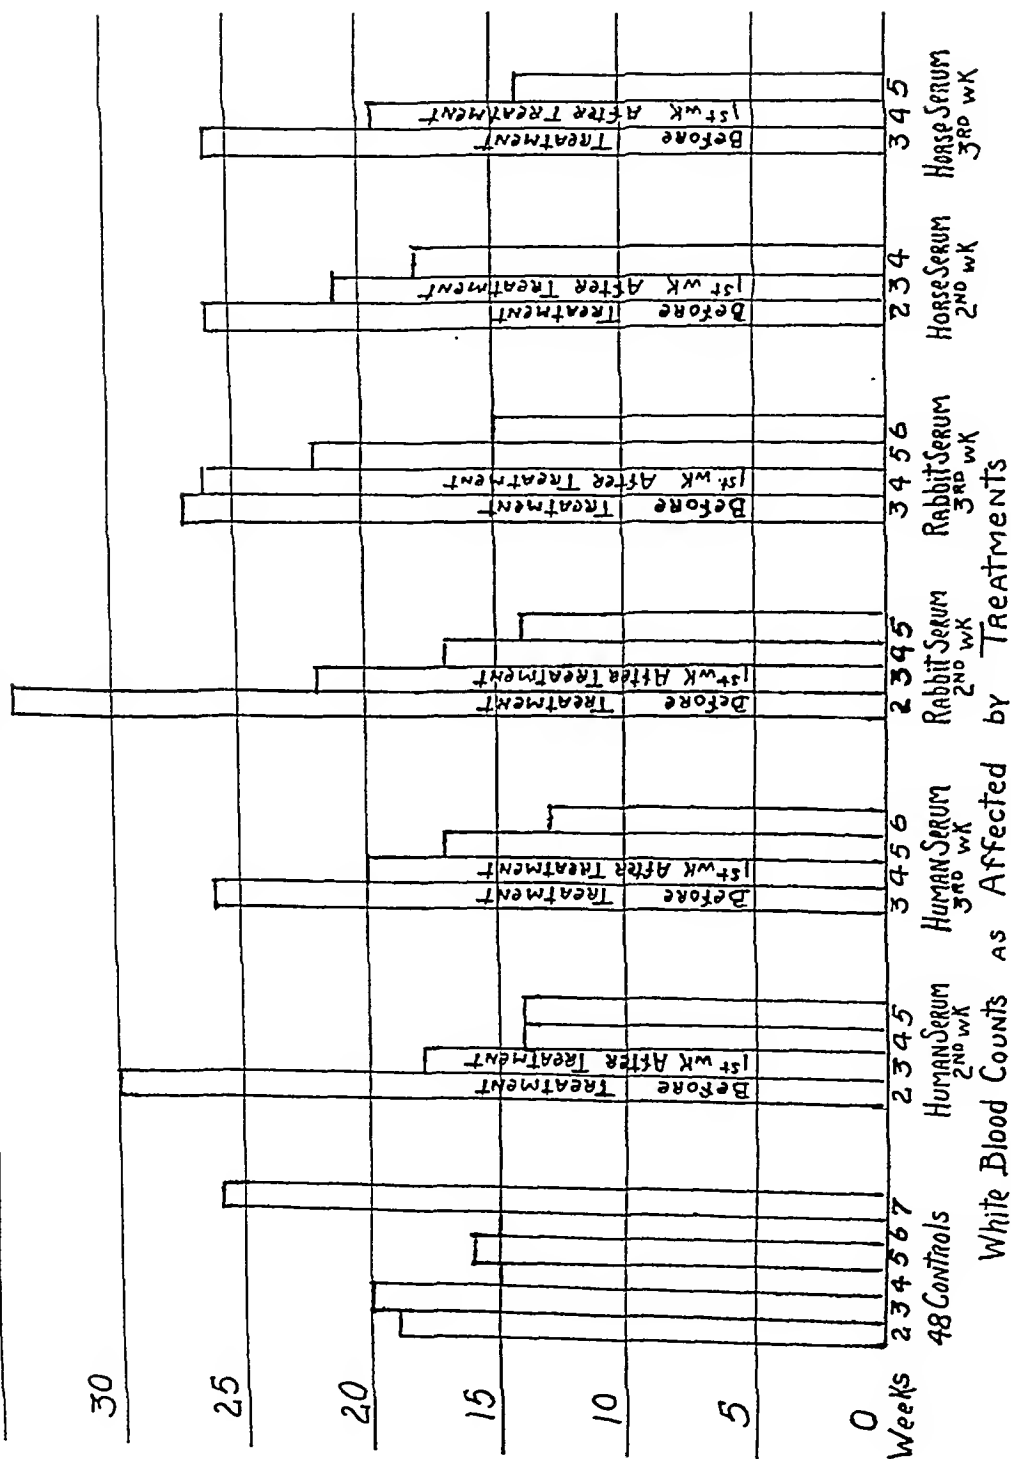 30
25
20
15
10
5
0
Weeks
2 3 4 5 6 7
48 Controls
Before Treatment
1st wk After Treatment
2 3 4 5
Human Serum
2ND wk
Before Treatment
1st wk After Treatment
3 4 5 6
Human Serum
3RD wk
Before Treatment
1st wk After Treatment
2 3 4 5
Rabbit Serum
2ND wk
Before Treatment
1st wk After Treatment
3 4 5 6
Rabbit Serum
3RD wk
Before Treatment
1st wk After Treatment
2 3 4
Horse Serum
2ND wk
Before Treatment
1st wk After Treatment
3 4 5
Horse Serum
3RD wk
White Blood Counts as Affected by Treatments